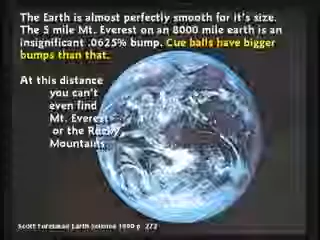 The Earth is almost perfectly smooth for it's size.
The 5 mile Mt. Everest on an 8000 mile earth is an
insignificant .0625% bump. Cue balls have bigger
bumps than that.
At this distance
you can't
even find
Mt. Everest
or the Rocky
Mountains
Scott Foresman Earth Science 1990 p. 272